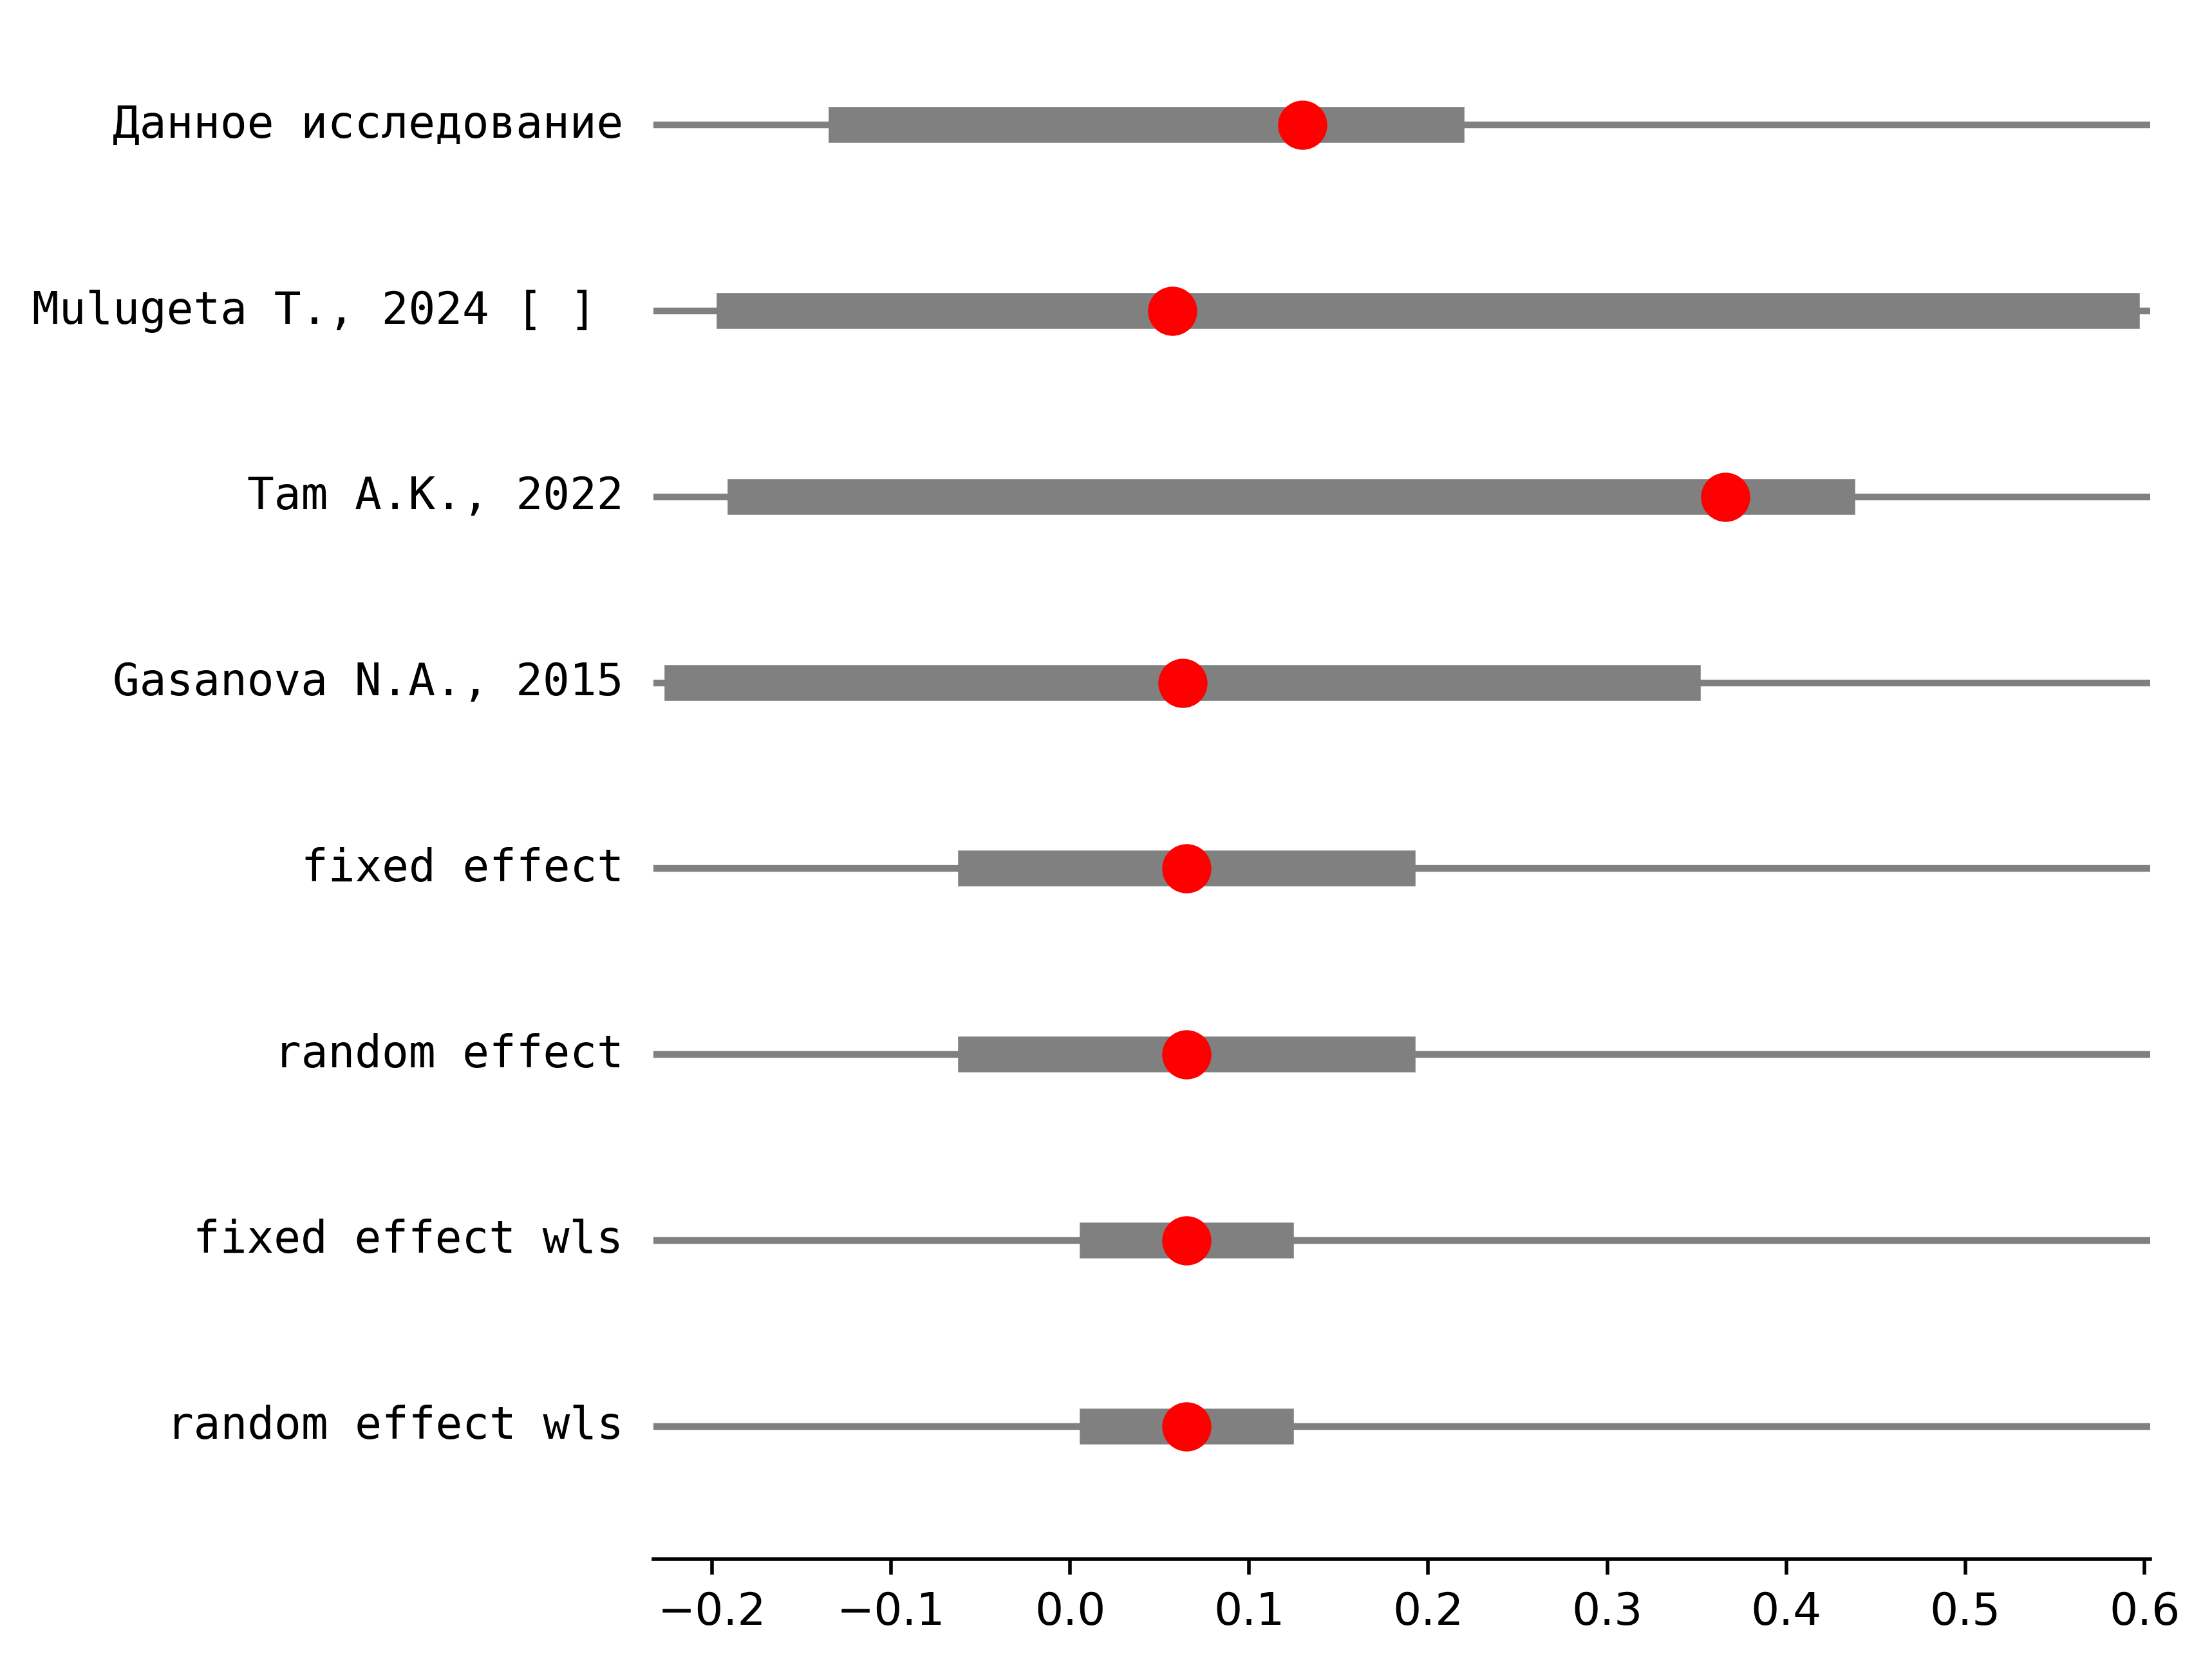 Данное исследование
Mulugeta T., 2024 [ ]
Tam A.K., 2022
Gasanova N.A., 2015
fixed effect
random effect
fixed effect wls
random effect wls
−0.2 −0.1 0.0 0.1 0.2 0.3 0.4 0.5 0.6